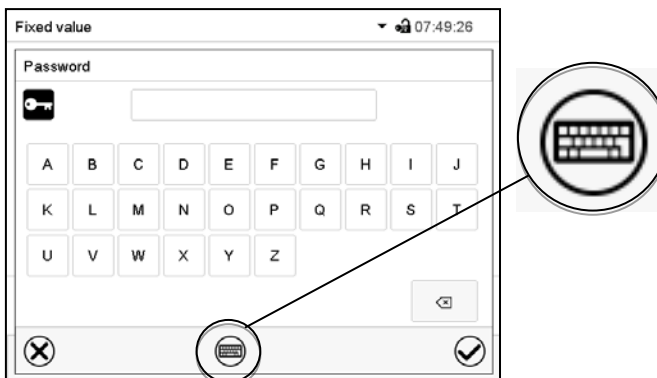 Fixed value 07:49:26
Password
A B C D E F G H I J
K L M N O P Q R S T
U V W X Y Z